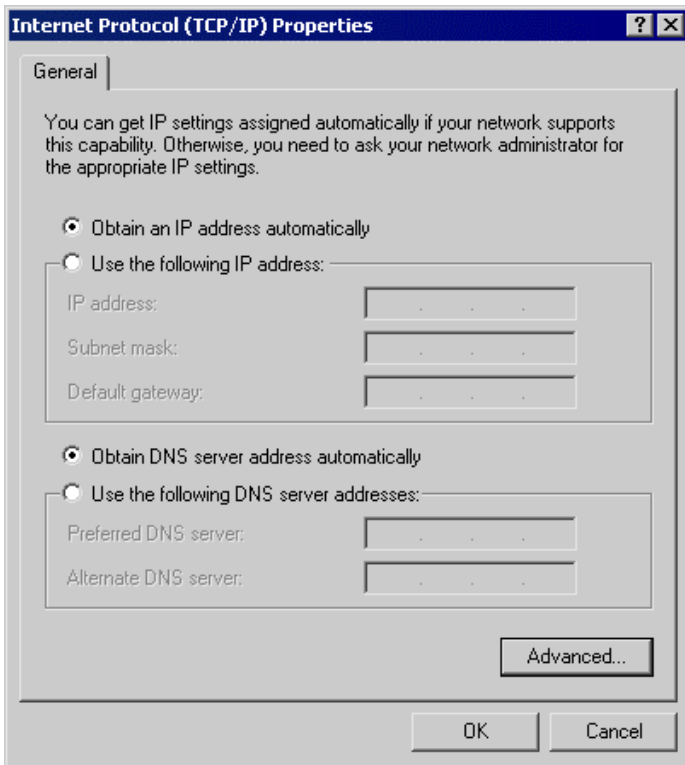 Internet Protocol (TCP/IP) Properties
General
You can get IP settings assigned automatically if your network supports
this capability. Otherwise, you need to ask your network administrator for
the appropriate IP settings.
Obtain an IP address automatically
Use the following IP address:
IP address:
Subnet mask:
Default gateway:
Obtain DNS server address automatically
Use the following DNS server addresses:
Preferred DNS server:
Alternate DNS server:
Advanced...
OK Cancel